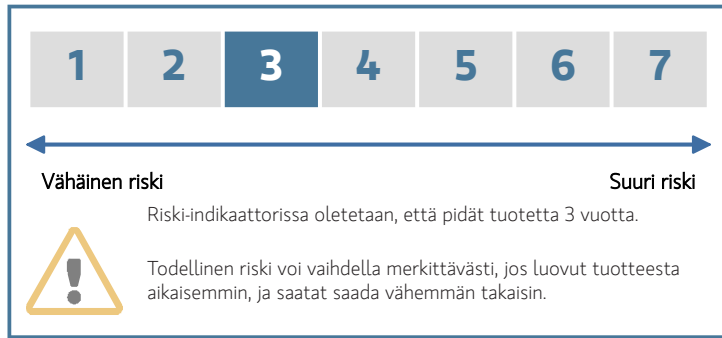 1 2 3 4 5 6 7
Vähäinen riski Suuri riski
Riski-indikaattorissa oletetaan, että pidät tuotetta 3 vuotta.
Todellinen riski voi vaihdella merkittävästi, jos luovut tuotteesta
aikaisemmin, ja saatat saada vähemmän takaisin.